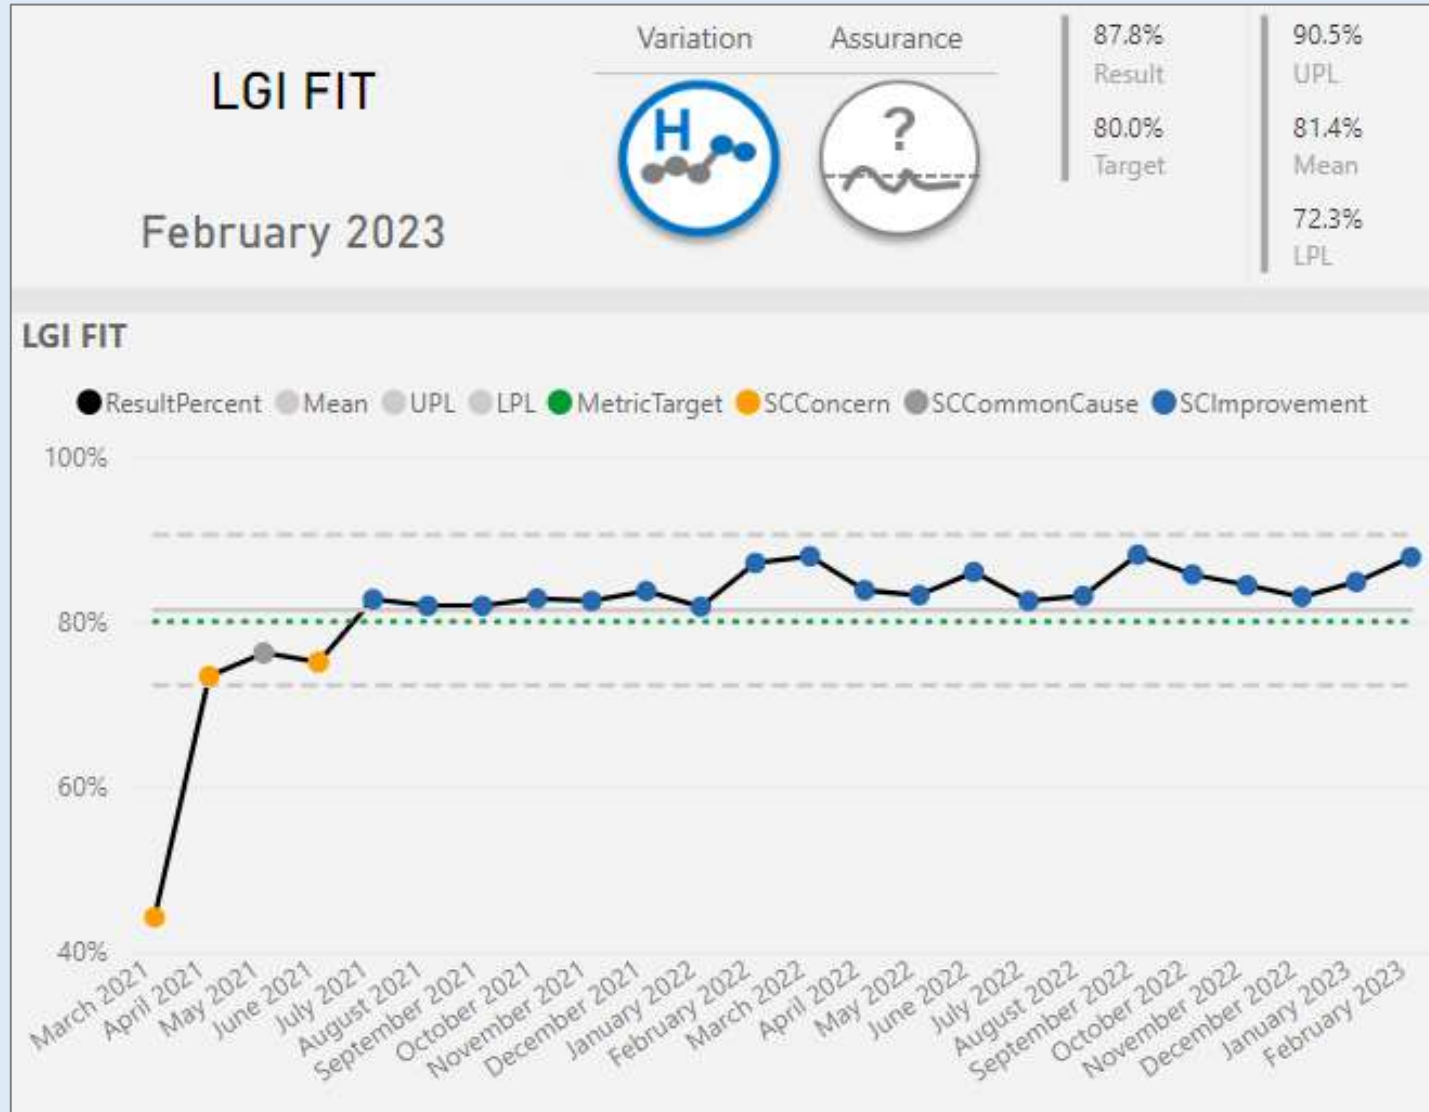 LGI FIT
February 2023
Variation
Assurance
H
?
87.8%
Result
80.0%
Target
90.5%
UPL
81.4%
Mean
72.3%
LPL
LGI FIT
ResultPercent Mean UPL LPL MetricTarget SCConcern SCCommonCause SCImprovement
100%
80%
60%
40%
March 2021
April 2021
May 2021
June 2021
July 2021
August 2021
September 2021
October 2021
November 2021
December 2021
January 2022
February 2022
March 2022
April 2022
May 2022
June 2022
July 2022
August 2022
September 2022
October 2022
November 2022
December 2022
January 2023
February 2023